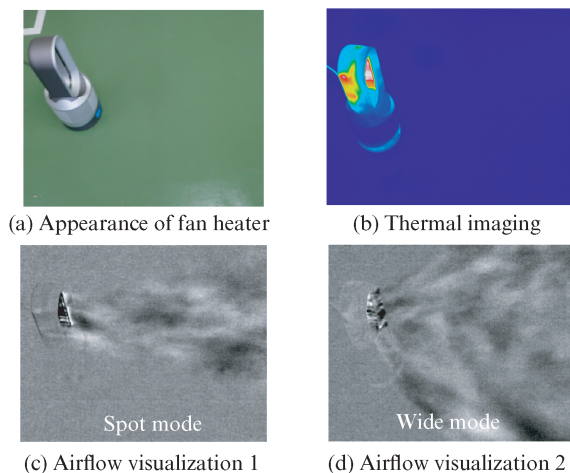 (a) Appearance of fan heater
(b) Thermal imaging
Spot mode
Wide mode
(c) Airflow visualization 1
(d) Airflow visualization 2